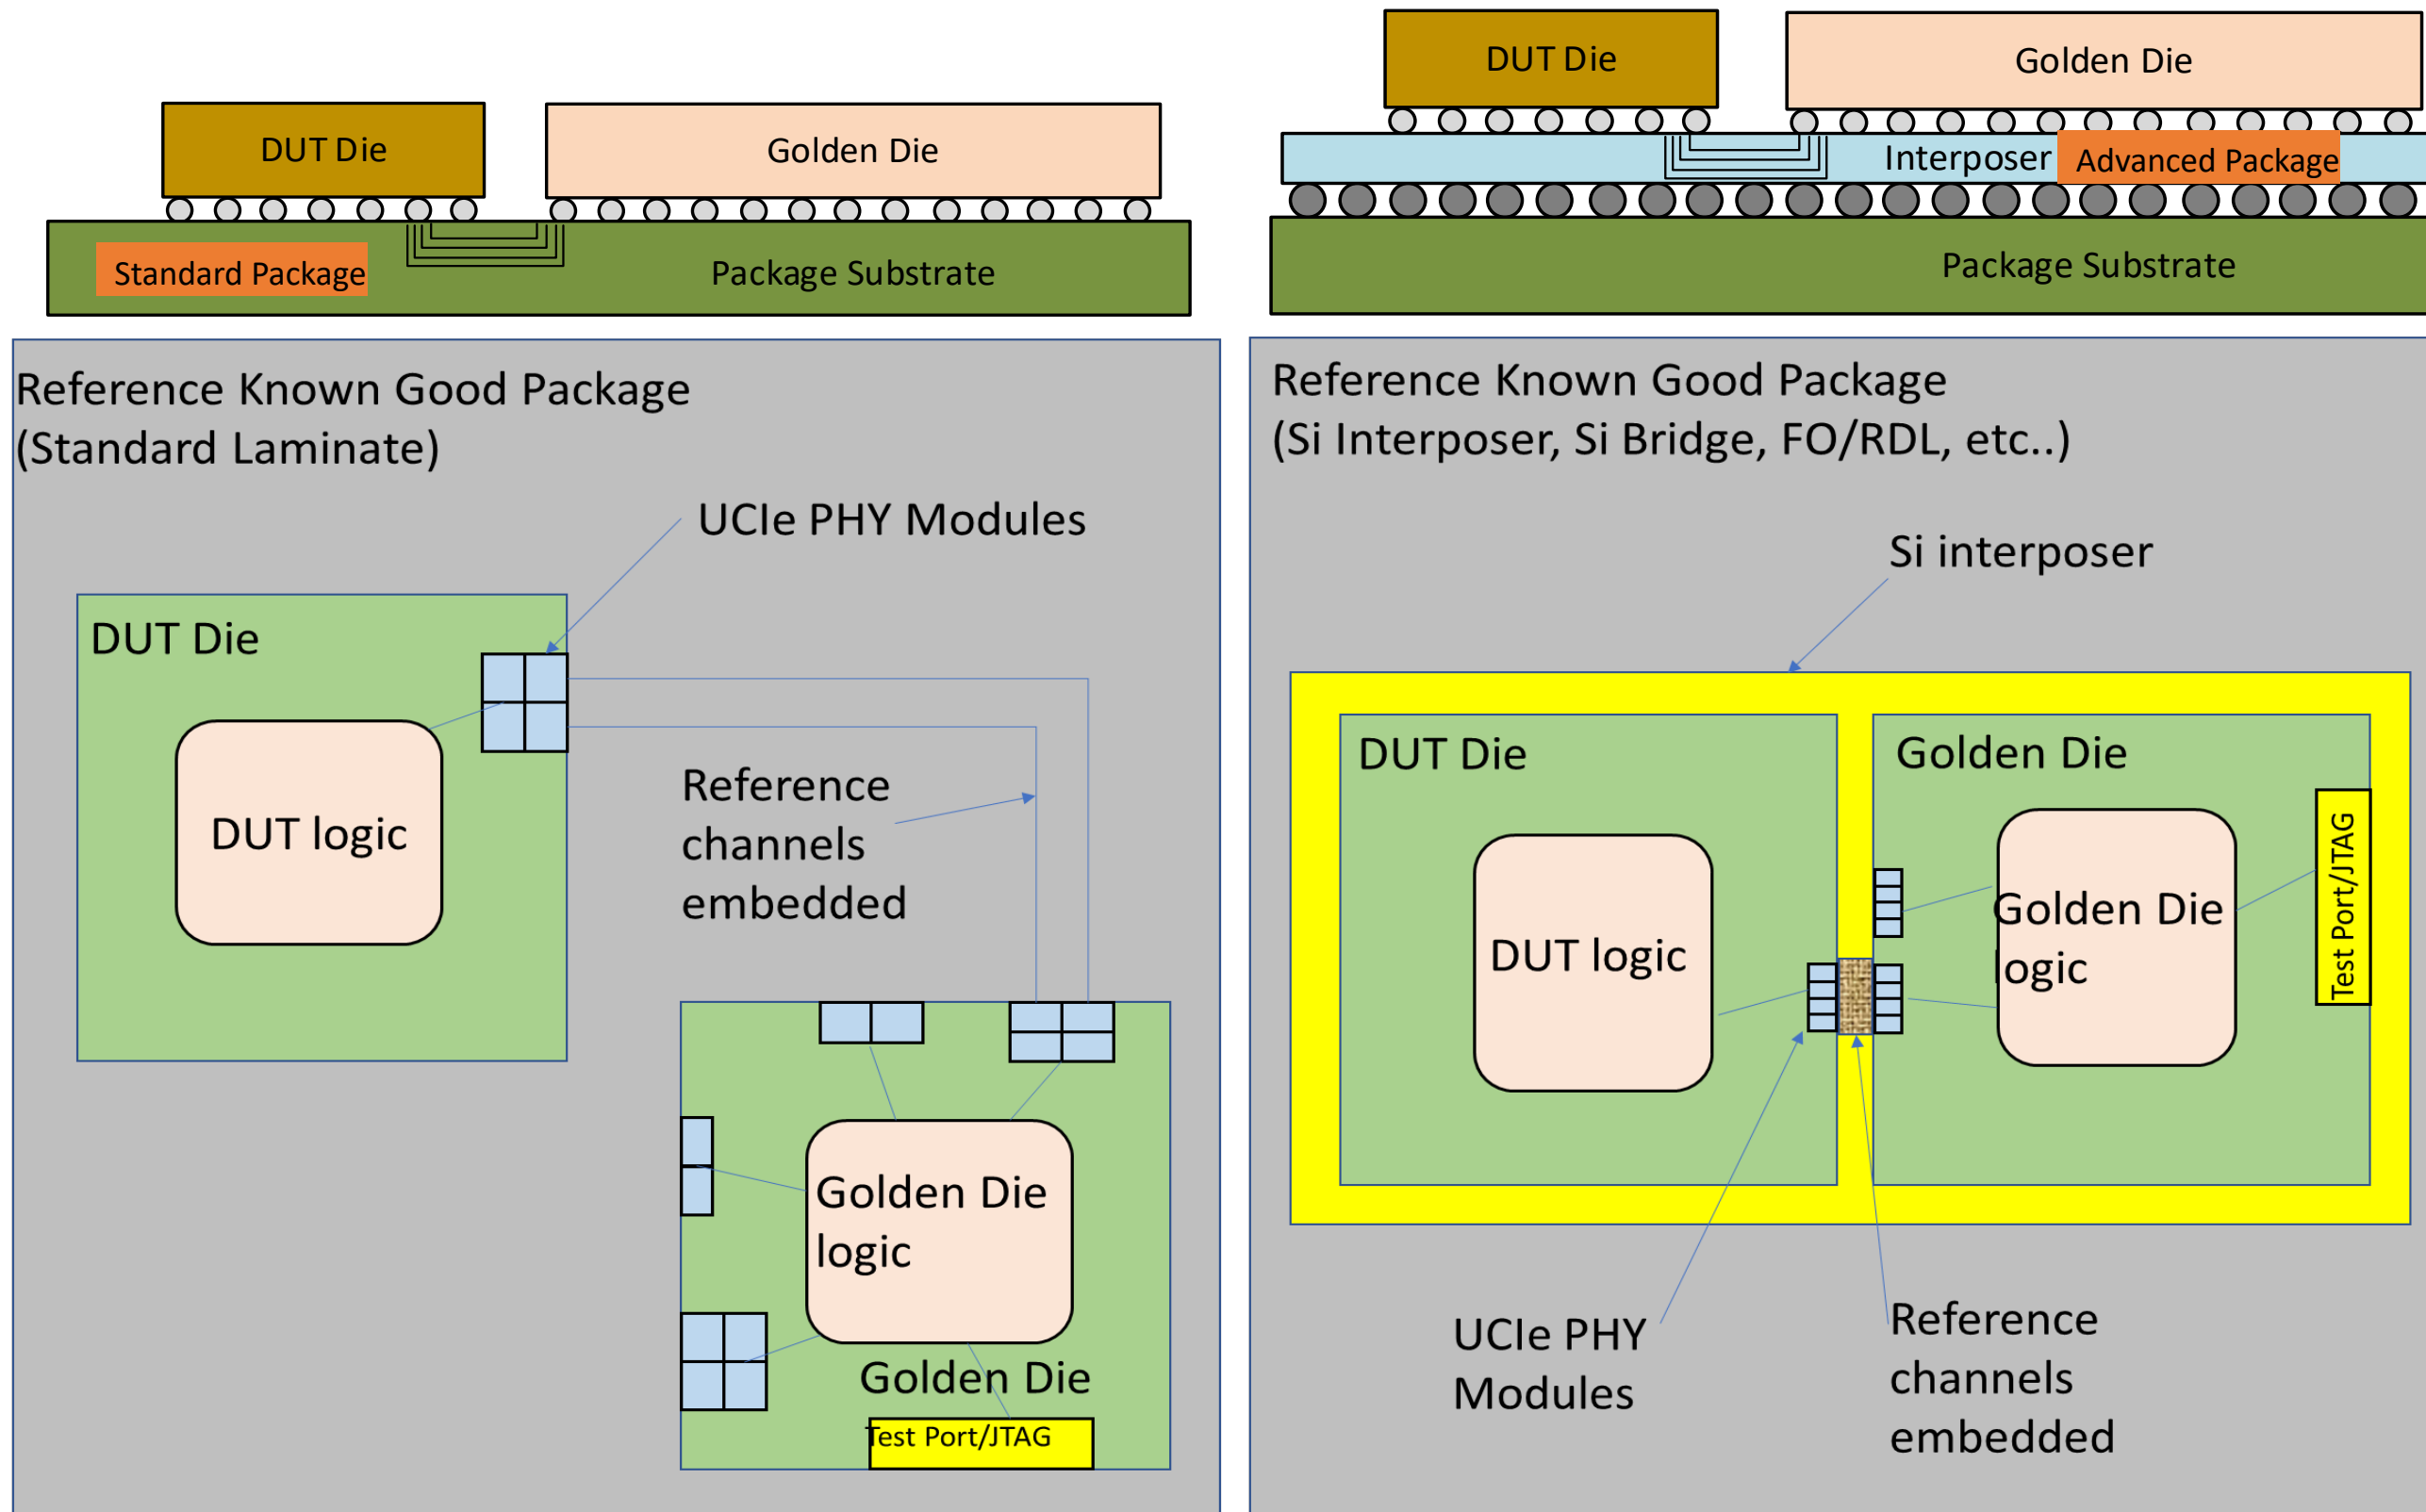 DUT Die
Golden Die
Standard Package
Package Substrate
DUT Die
Golden Die
Interposer
Advanced Package
Package Substrate
Reference Known Good Package
(Standard Laminate)
UCIe PHY Modules
DUT Die
DUT logic
Reference
channels
embedded
Golden Die
logic
Golden Die
Test Port/JTAG
Reference Known Good Package
(Si Interposer, Si Bridge, FO/RDL, etc..)
Si interposer
DUT Die
DUT logic
Golden Die
Golden Die
logic
Test Port/JTAG
UCIe PHY
Modules
Reference
channels
embedded